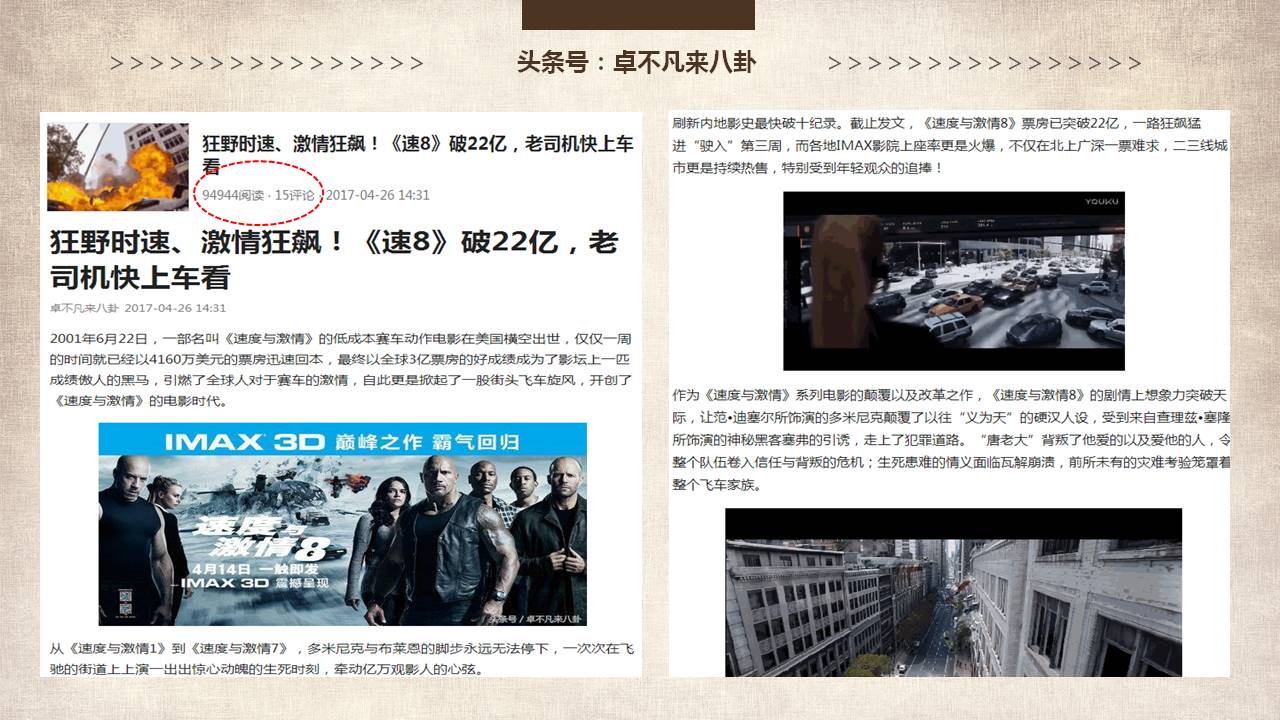 >>>>>>>>>>>>>>>> 头条号：卓不凡来八卦 >>>>>>>>>>>>>>>>
狂野时速、激情狂飙！《速8》破22亿，老司机快上车
看
94944阅读 · 15评论 · 2017-04-26 14:31
狂野时速、激情狂飙！《速8》破22亿，老
司机快上车看
卓不凡来八卦 2017-04-26 14:31
2001年6月22日，一部名叫《速度与激情》的低成本赛车动作电影在美国横空出世，仅仅一周
的时间就已经以4160万美元的票房迅速回本，最终以全球3亿票房的好成绩成为了影坛上一匹
成绩傲人的黑马，引燃了全球人对于赛车的激情，自此更是掀起了一股街头飞车旋风，开创了
《速度与激情》的电影时代。
IMAX 3D 巅峰之作 霸气回归
速度与
激情8
4月14日 一触即发
IMAX 3D 震撼呈现
头条号 / 卓不凡来八卦
从《速度与激情1》到《速度与激情7》，多米尼克与布莱恩的脚步永远无法停下，一次次在飞
驰的街道上上演一出出惊心动魄的生死时刻，牵动亿万观影人的心弦。
刷新内地影史最快破十纪录。截止发文，《速度与激情8》票房已突破22亿，一路狂飙猛
进“驶入”第三周，而各地IMAX影院上座率更是火爆，不仅在北上广深一票难求，二三线城
市更是持续热售，特别受到年轻观众的追捧！
YOUKU
作为《速度与激情》系列电影的颠覆以及改革之作，《速度与激情8》的剧情上想象力突破天
际，让范•迪塞尔所饰演的多米尼克颠覆了以往“义为天”的硬汉人设，受到来自查理兹•塞隆
所饰演的神秘黑客塞弗的引诱，走上了犯罪道路。“唐老大”背叛了他爱的以及爱他的人，令
整个队伍卷入信任与背叛的危机；生死患难的情义面临瓦解崩溃，前所未有的灾难考验笼罩着
整个飞车家族。